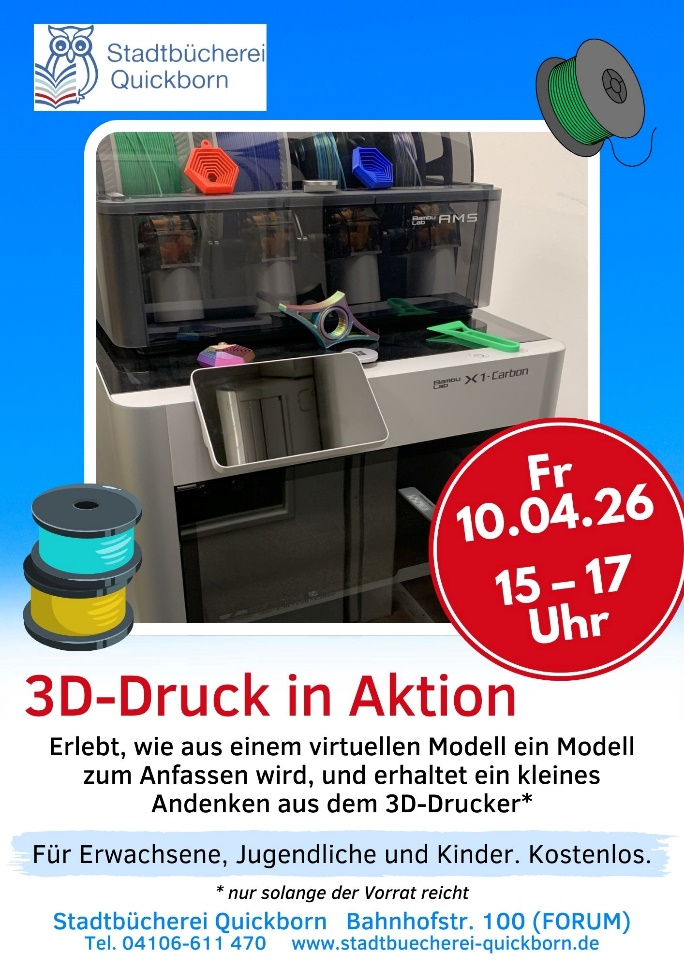 Stadtbücherei
Quickborn
Bambu
Lab AMS
Bambu
Lab X1-Carbon
Fr
10.04.26
15 – 17
Uhr
3D-Druck in Aktion
Erlebt, wie aus einem virtuellen Modell ein Modell
zum Anfassen wird, und erhaltet ein kleines
Andenken aus dem 3D-Drucker*
Für Erwachsene, Jugendliche und Kinder. Kostenlos.
* nur solange der Vorrat reicht
Stadtbücherei Quickborn Bahnhofstr. 100 (FORUM)
Tel. 04106-611 470 www.stadtbuecherei-quickborn.de